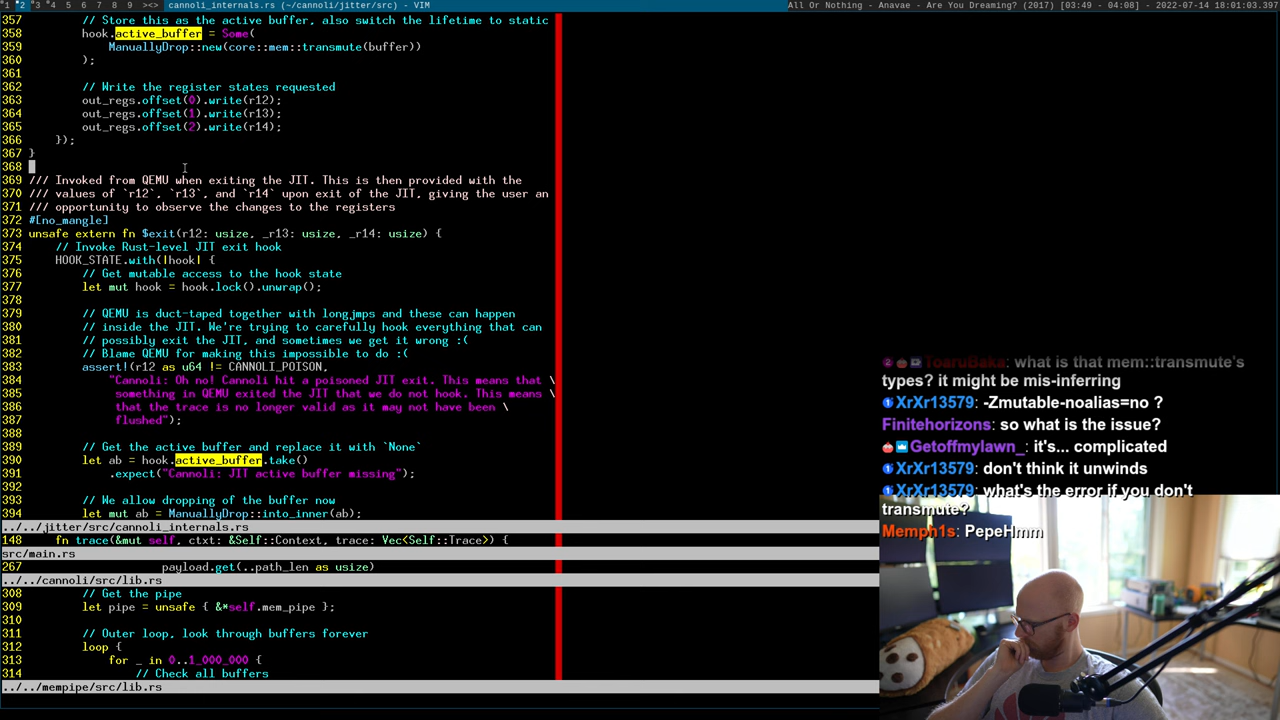 1 2 3 4 5 6 7 8 9 ><> cannoli_internals.rs (~/cannoli/jitter/src) - VIM All Or Nothing - Anavae - Are You Dreaming? (2017) [03:49 - 04:08] - 2022-07-14 18:01:03.397
357 // Store this as the active buffer, also switch the lifetime to static
358 hook.active_buffer = Some(
359 ManuallyDrop::new(core::mem::transmute(buffer))
360 );
361
362 // Write the register states requested
363 out_regs.offset(0).write(r12);
364 out_regs.offset(1).write(r13);
365 out_regs.offset(2).write(r14);
366 });
367 }
368
369 /// Invoked from QEMU when exiting the JIT. This is then provided with the
370 /// values of `r12`, `r13`, and `r14` upon exit of the JIT, giving the user an
371 /// opportunity to observe the changes to the registers
372 #[no_mangle]
373 unsafe extern fn $exit(r12: usize, _r13: usize, _r14: usize) {
374 // Invoke Rust-level JIT exit hook
375 HOOK_STATE.with(|hook| {
376 // Get mutable access to the hook state
377 let mut hook = hook.lock().unwrap();
378
379 // QEMU is duct-taped together with longjmps and these can happen
380 // inside the JIT. We're trying to carefully hook everything that can
381 // possibly exit the JIT, and sometimes we get it wrong :(
382 // Blame QEMU for making this impossible to do :(
383 assert!(r12 as u64 != CANNOLI_POISON,
384 "Cannoli: Oh no! Cannoli hit a poisoned JIT exit. This means that \
385 something in QEMU exited the JIT that we do not hook. This means \
386 that the trace is no longer valid as it may not have been \
387 flushed");
388
389 // Get the active buffer and replace it with `None`
390 let ab = hook.active_buffer.take()
391 .expect("Cannoli: JIT active buffer missing");
392
393 // We allow dropping of the buffer now
394 let mut ab = ManuallyDrop::into_inner(ab);
../../jitter/src/cannoli_internals.rs
148 fn trace(&mut self, ctxt: &Self::Context, trace: Vec<Self::Trace>) {
src/main.rs
267 payload.get(..path_len as usize)
../../cannoli/src/lib.rs
308 // Get the pipe
309 let pipe = unsafe { &*self.mem_pipe };
310
311 // Outer loop, look through buffers forever
312 loop {
313 for _ in 0..1_000_000 {
314 // Check all buffers
../../mempipe/src/lib.rs
ToaruBaka: what is that mem::transmute's
types? it might be mis-inferring
XrXr13579: -Zmutable-noalias=no ?
Finitehorizons: so what is the issue?
Getoffmylawn_: it's... complicated
XrXr13579: don't think it unwinds
XrXr13579: what's the error if you don't
transmute?
Memph1s: PepeHmm